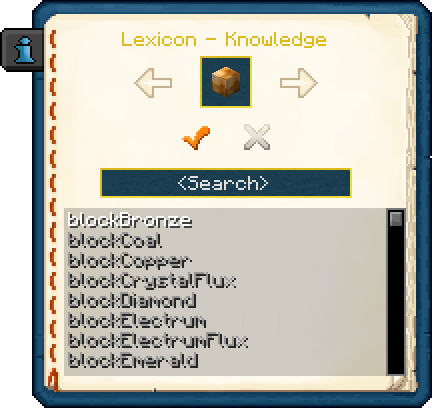 Lexicon - Knowledge
<Search>
blockBronze
blockCoal
blockCopper
blockCrystalFlux
blockDiamond
blockElectrum
blockElectrumFlux
blockEmerald